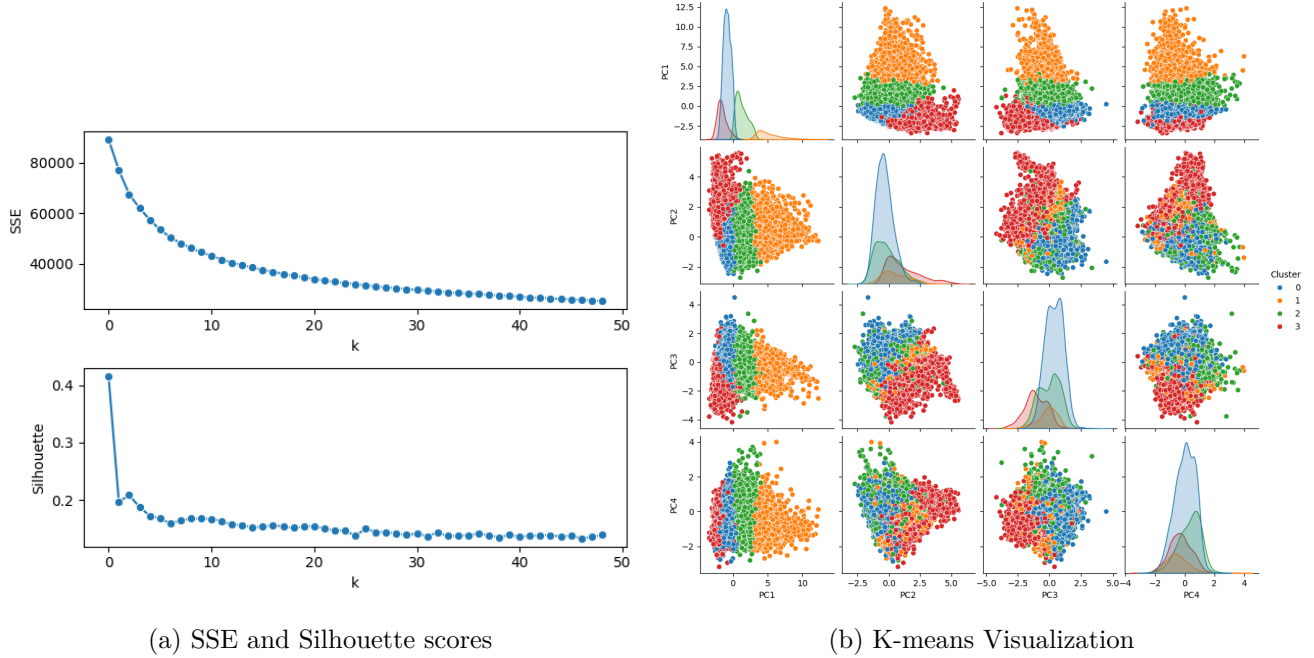 80000
60000
40000
SSE
0 10 20 30 40 50
k
0.4
0.3
0.2
Silhouette
0 10 20 30 40 50
k
12.5
10.0
7.5
5.0
2.5
0.0
−2.5
PC1
4
2
0
−2
PC2
4
2
0
−2
−4
PC3
4
2
0
−2
PC4
0 5 10
PC1
−2.5 0.0 2.5 5.0
PC2
−5.0 −2.5 0.0 2.5 5.0
PC3
−4 −2 0 2 4
PC4
Cluster
0
1
2
3
(a) SSE and Silhouette scores
(b) K-means Visualization